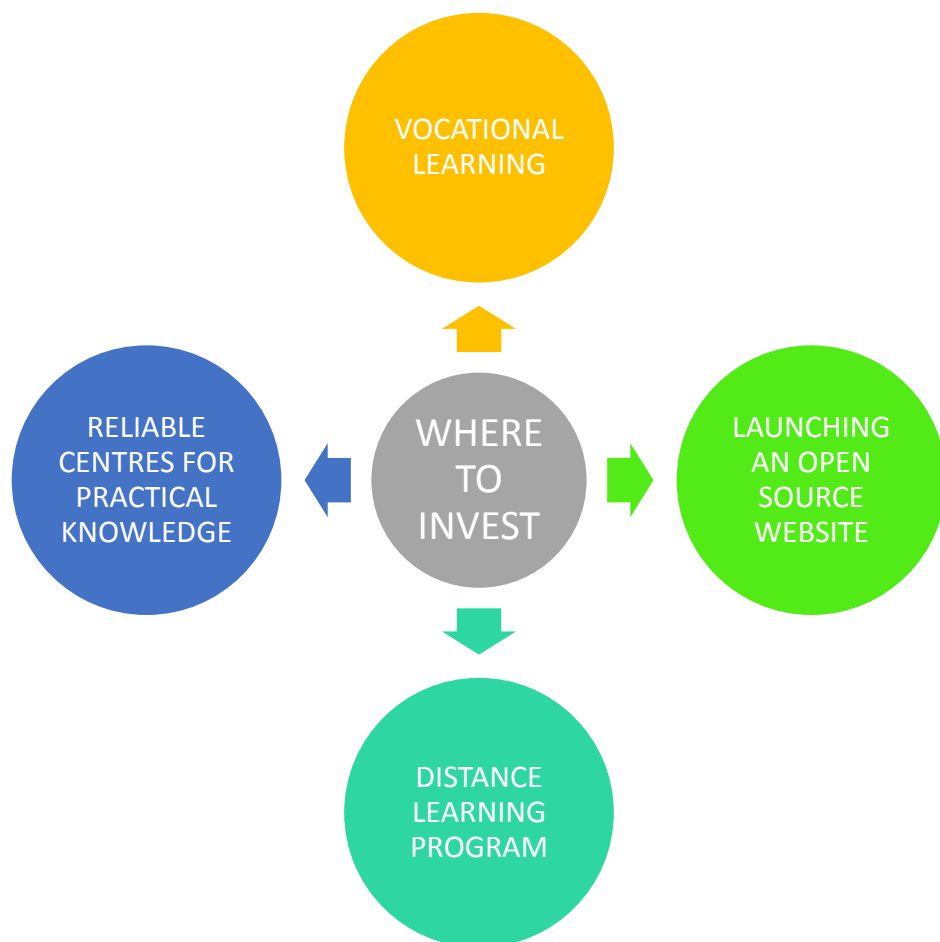 VOCATIONAL
LEARNING
RELIABLE
CENTRES FOR
PRACTICAL
KNOWLEDGE
WHERE
TO
INVEST
LAUNCHING
AN OPEN
SOURCE
WEBSITE
DISTANCE
LEARNING
PROGRAM